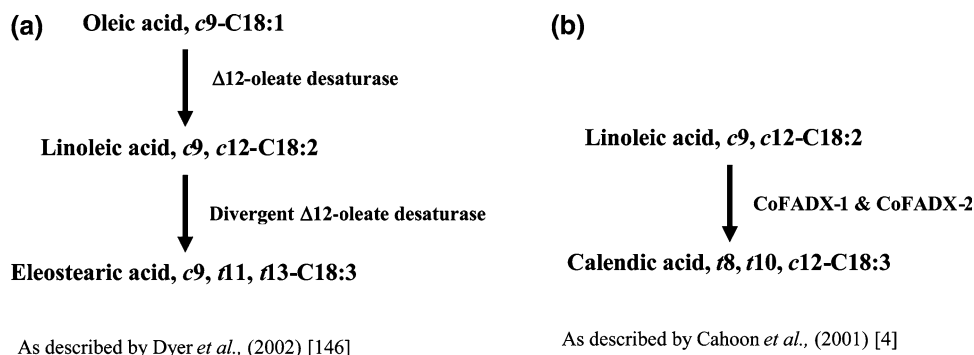 (a)
Oleic acid, c9-C18:1
Δ12-oleate desaturase
Linoleic acid, c9, c12-C18:2
Divergent Δ12-oleate desaturase
Eleostearic acid, c9, t11, t13-C18:3
As described by Dyer et al., (2002) [146]
(b)
Linoleic acid, c9, c12-C18:2
CoFADX-1 & CoFADX-2
Calendic acid, t8, t10, c12-C18:3
As described by Cahoon et al., (2001) [4]